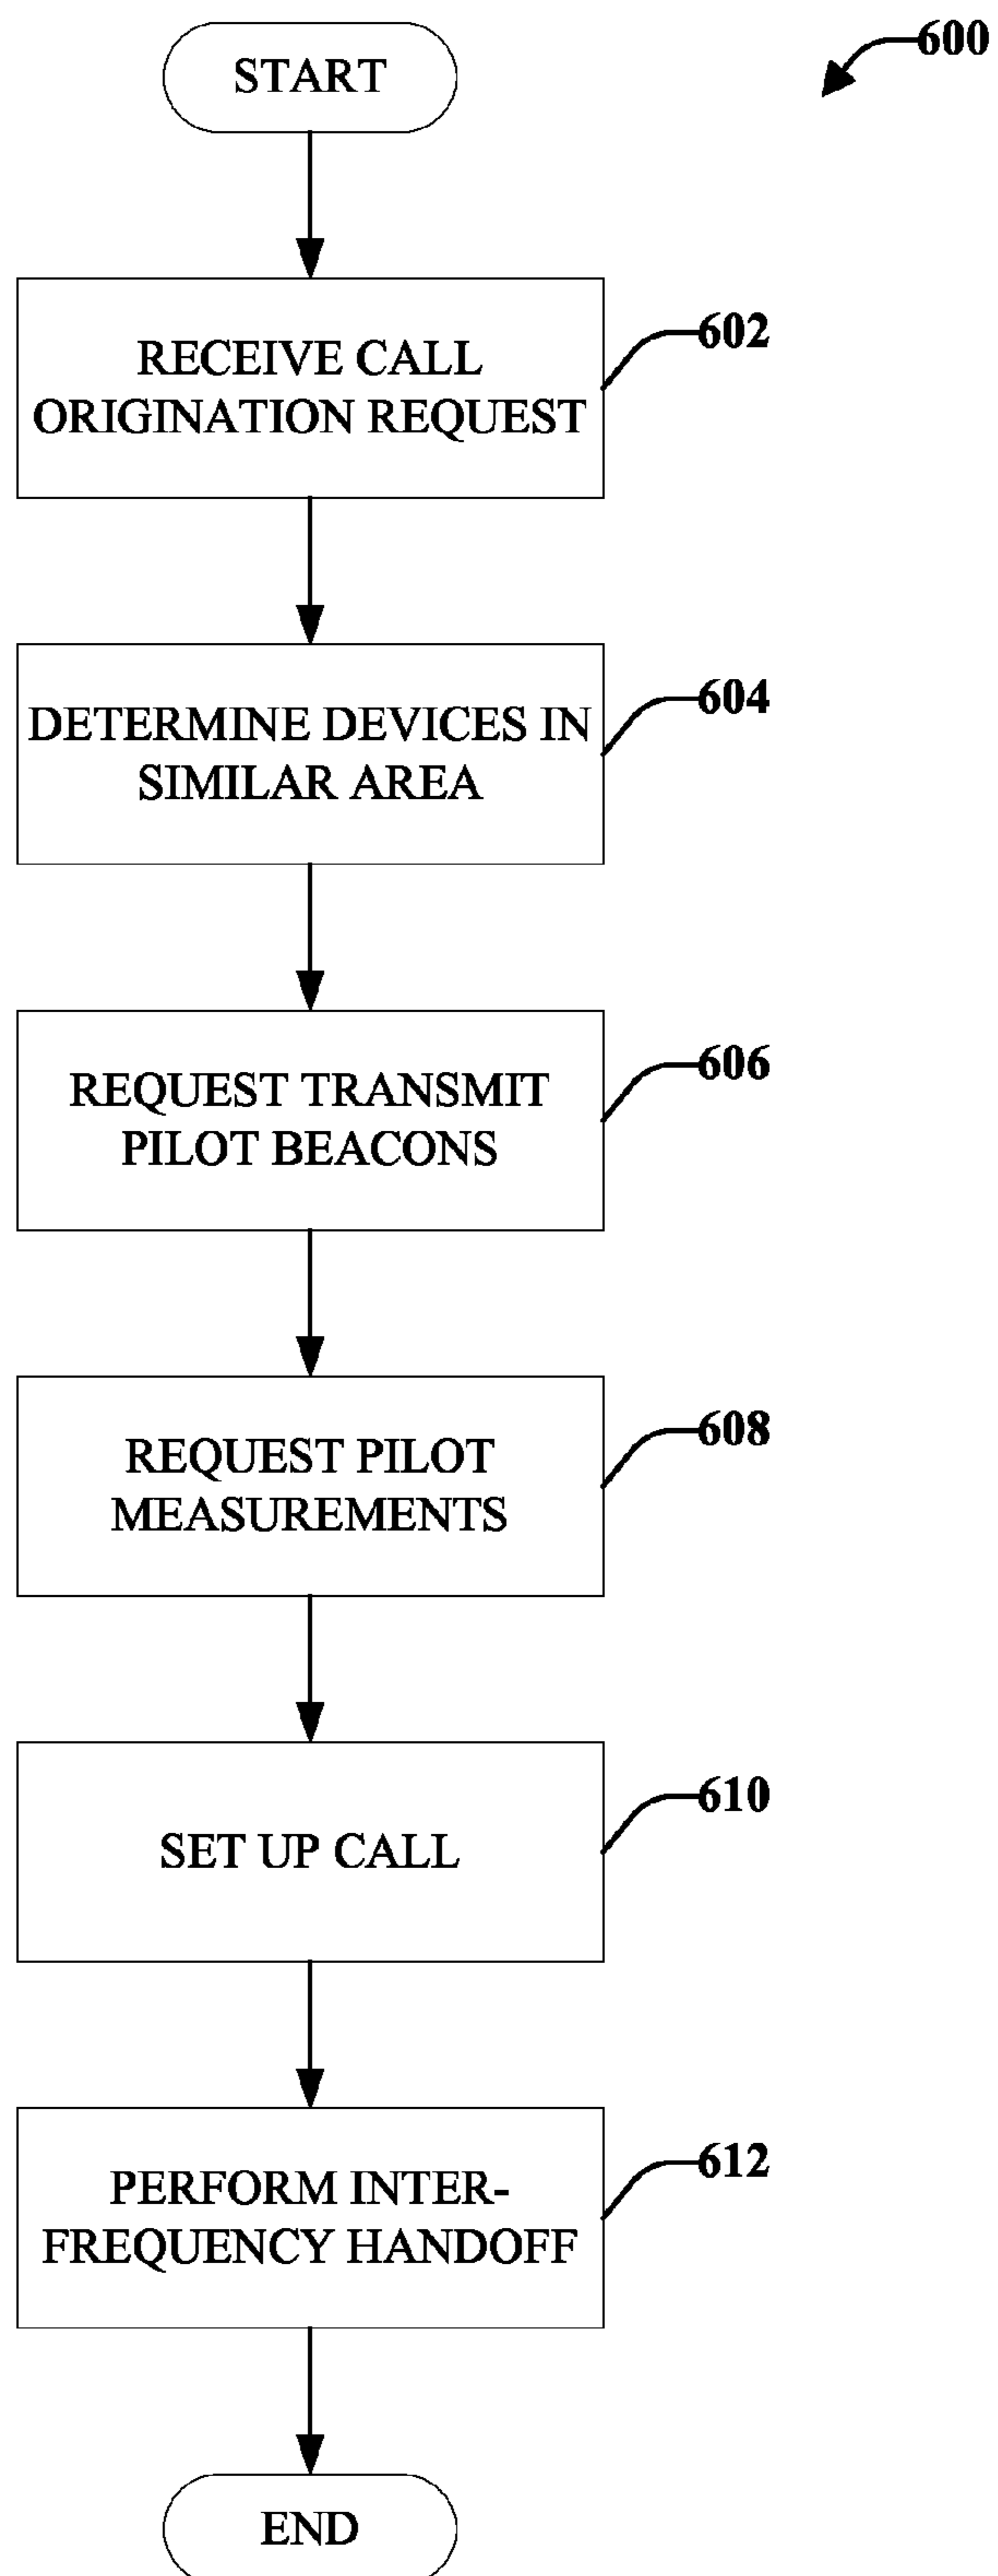 START
600
RECEIVE CALL
ORIGINATION REQUEST
602
DETERMINE DEVICES IN
SIMILAR AREA
604
REQUEST TRANSMIT
PILOT BEACONS
606
REQUEST PILOT
MEASUREMENTS
608
SET UP CALL
610
PERFORM INTER-
FREQUENCY HANDOFF
612
END